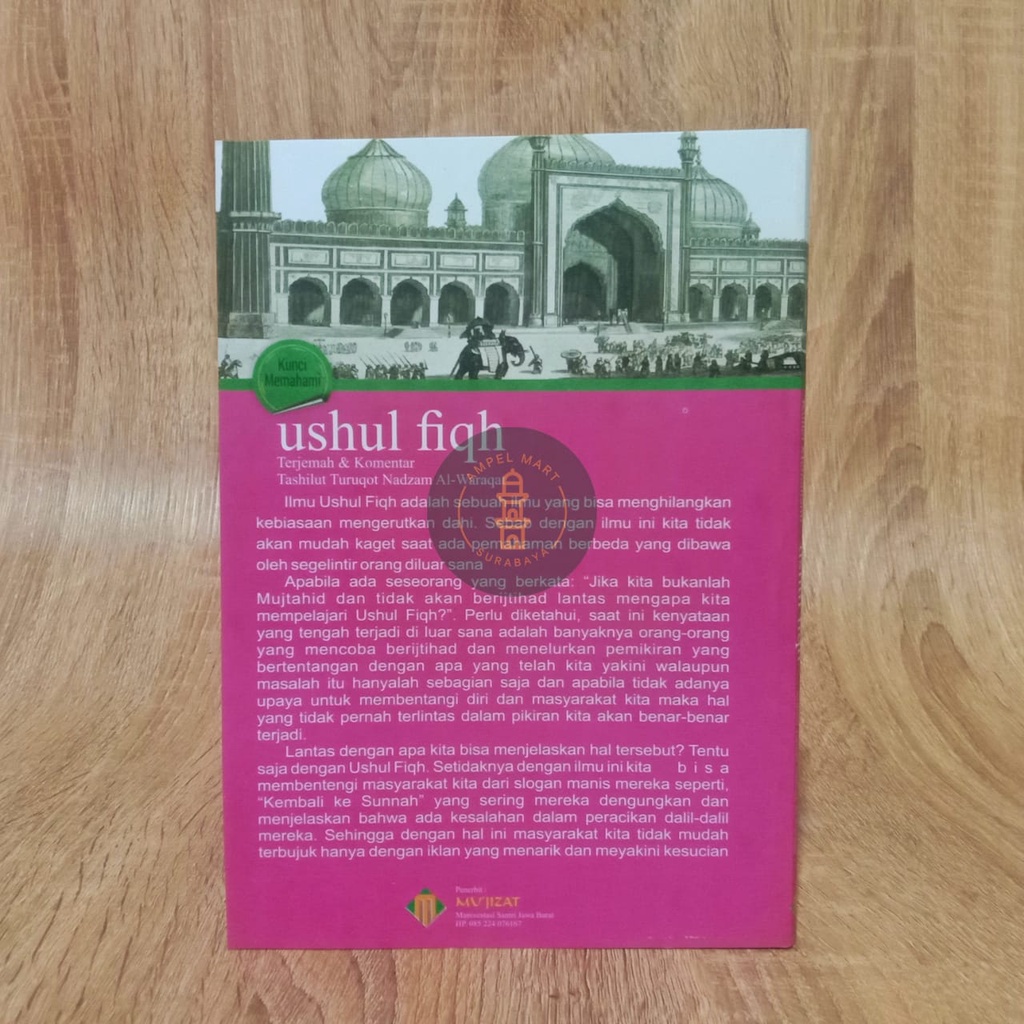 Kunci
Memahami
ushul fiqh
Terjemah & Komentar
Tashilut Turuqot Nadzam Al-Waraqa
AMPEL MART
SURABAYA
Ilmu Ushul Fiqh adalah sebuah ilmu yang bisa menghilangkan
kebiasaan mengerutkan dahi. Sebab dengan ilmu ini kita tidak
akan mudah kaget saat ada pemahaman berbeda yang dibawa
oleh segelintir orang diluar sana
Apabila ada seseorang yang berkata: “Jika kita bukanlah
Mujtahid dan tidak akan berijtihad lantas mengapa kita
mempelajari Ushul Fiqh?”. Perlu diketahui, saat ini kenyataan
yang tengah terjadi di luar sana adalah banyaknya orang-orang
yang mencoba berijtihad dan menelurkan pemikiran yang
bertentangan dengan apa yang telah kita yakini walaupun
masalah itu hanyalah sebagian saja dan apabila tidak adanya
upaya untuk membentangi diri dan masyarakat kita maka hal
yang tidak pernah terlintas dalam pikiran kita akan benar-benar
terjadi.
Lantas dengan apa kita bisa menjelaskan hal tersebut? Tentu
saja dengan Ushul Fiqh. Setidaknya dengan ilmu ini kita b i s a
membentengi masyarakat kita dari slogan manis mereka seperti,
“Kembali ke Sunnah” yang sering mereka dengungkan dan
menjelaskan bahwa ada kesalahan dalam peracikan dalil-dalil
mereka. Sehingga dengan hal ini masyarakat kita tidak mudah
terbujuk hanya dengan iklan yang menarik dan meyakini kesucian
Penerbit :
MU'JIZAT
Manonstasi Santri Jawa Barat
HP. 085 224 076167